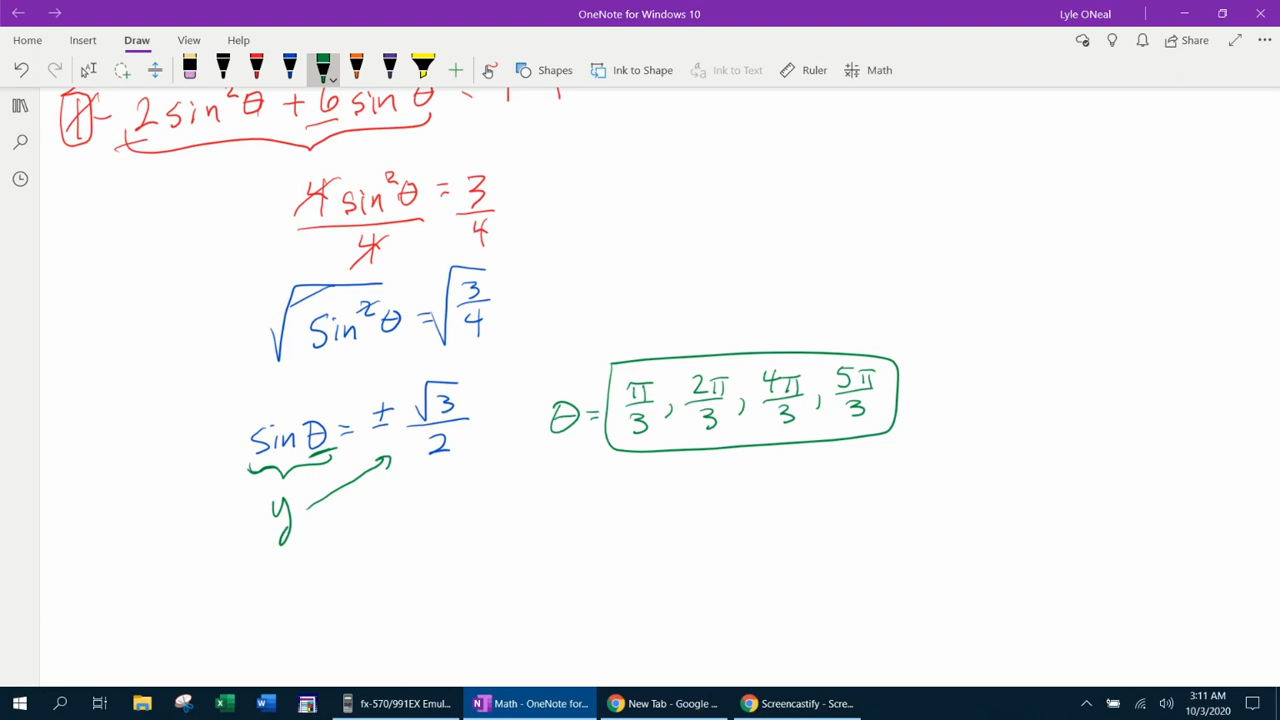 OneNote for Windows 10
Lyle ONeal
Home Insert Draw View Help
Share
Shapes Ink to Shape Ink to Text Ruler Math
2 sin²θ + 6 sin θ
4 sin²θ = 3
4 4
√sin²θ = √3/4
sin θ = ± √3/2
θ = π/3, 2π/3, 4π/3, 5π/3
y
fx-570/991EX Emul... Math - OneNote for... New Tab - Google ... Screencastify - Scre...
3:11 AM
10/3/2020